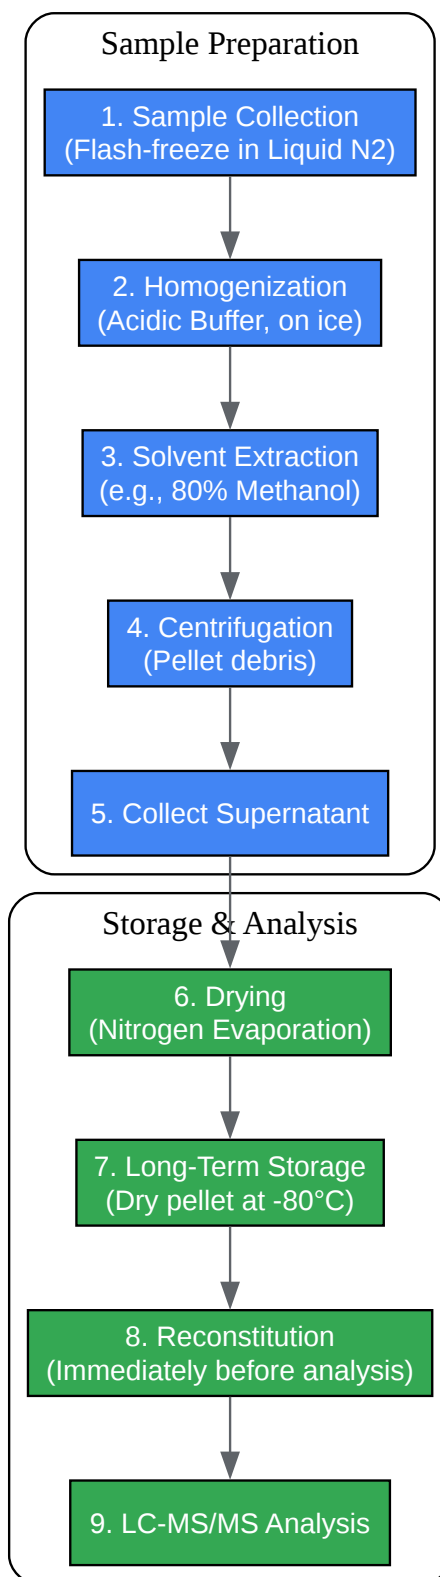 Sample Preparation
1. Sample Collection
(Flash-freeze in Liquid N2)
2. Homogenization
(Acidic Buffer, on ice)
3. Solvent Extraction
(e.g., 80% Methanol)
4. Centrifugation
(Pellet debris)
5. Collect Supernatant
Storage & Analysis
6. Drying
(Nitrogen Evaporation)
7. Long-Term Storage
(Dry pellet at -80°C)
8. Reconstitution
(Immediately before analysis)
9. LC-MS/MS Analysis